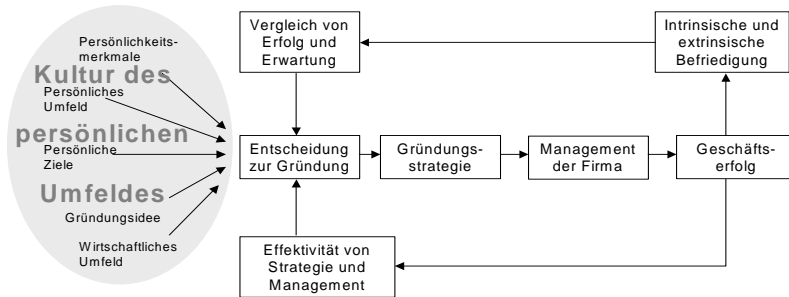 Persönlichkeits-
merkmale
Kultur des
Persönliches
Umfeld
persönlichen
Persönliche
Ziele
Umfeldes
Gründungsidee
Wirtschaftliches
Umfeld
Vergleich von
Erfolg und
Erwartung
Intrinsische und
extrinsische
Befriedigung
Entscheidung
zur Gründung
Gründungs-
strategie
Management
der Firma
Geschäfts-
erfolg
Effektivität von
Strategie und
Management